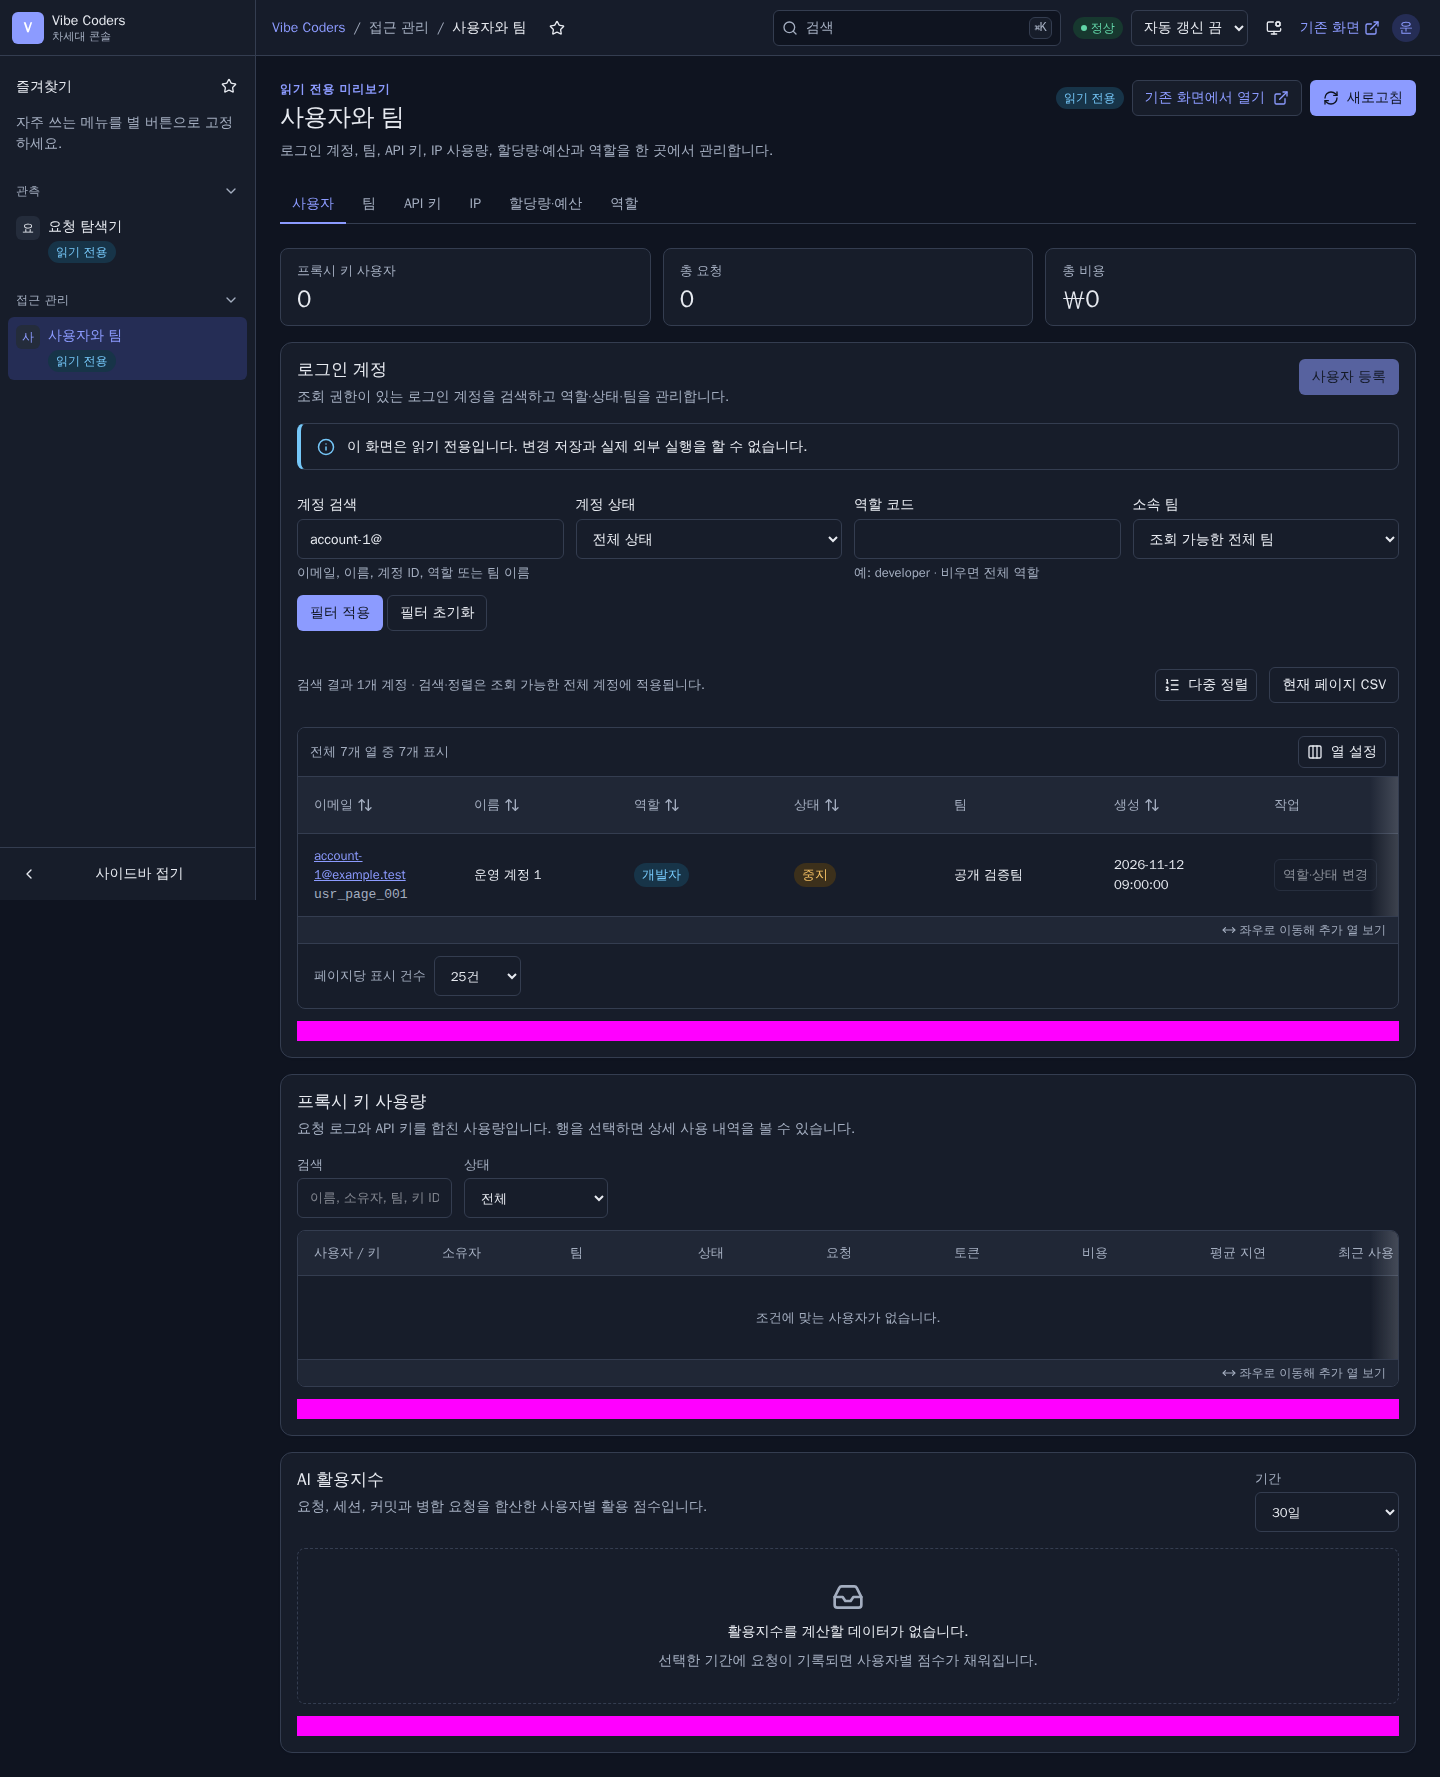 V
Vibe Coders
차세대 콘솔
Vibe Coders / 접근 관리 / 사용자와 팀
검색
⌘K
정상
자동 갱신 끔
기존 화면
운
즐겨찾기
자주 쓰는 메뉴를 별 버튼으로 고정
하세요.
관측
요
요청 탐색기
읽기 전용
접근 관리
사
사용자와 팀
읽기 전용
사이드바 접기
읽기 전용 미리보기
사용자와 팀
로그인 계정, 팀, API 키, IP 사용량, 할당량·예산과 역할을 한 곳에서 관리합니다.
읽기 전용
기존 화면에서 열기
새로고침
사용자
팀
API 키
IP
할당량·예산
역할
프록시 키 사용자
0
총 요청
0
총 비용
₩0
로그인 계정
조회 권한이 있는 로그인 계정을 검색하고 역할·상태·팀을 관리합니다.
사용자 등록
이 화면은 읽기 전용입니다. 변경 저장과 실제 외부 실행을 할 수 없습니다.
계정 검색
account-1@
이메일, 이름, 계정 ID, 역할 또는 팀 이름
계정 상태
전체 상태
역할 코드
예: developer · 비우면 전체 역할
소속 팀
조회 가능한 전체 팀
필터 적용
필터 초기화
검색 결과 1개 계정 · 검색·정렬은 조회 가능한 전체 계정에 적용됩니다.
다중 정렬
현재 페이지 CSV
전체 7개 열 중 7개 표시
열 설정
이메일
이름
역할
상태
팀
생성
작업
account-
1@example.test
usr_page_001
운영 계정 1
개발자
중지
공개 검증팀
2026-11-12
09:00:00
역할·상태 변경
좌우로 이동해 추가 열 보기
페이지당 표시 건수
25건
프록시 키 사용량
요청 로그와 API 키를 합친 사용량입니다. 행을 선택하면 상세 사용 내역을 볼 수 있습니다.
검색
이름, 소유자, 팀, 키 ID
상태
전체
사용자 / 키
소유자
팀
상태
요청
토큰
비용
평균 지연
최근 사용
조건에 맞는 사용자가 없습니다.
좌우로 이동해 추가 열 보기
AI 활용지수
요청, 세션, 커밋과 병합 요청을 합산한 사용자별 활용 점수입니다.
기간
30일
활용지수를 계산할 데이터가 없습니다.
선택한 기간에 요청이 기록되면 사용자별 점수가 채워집니다.